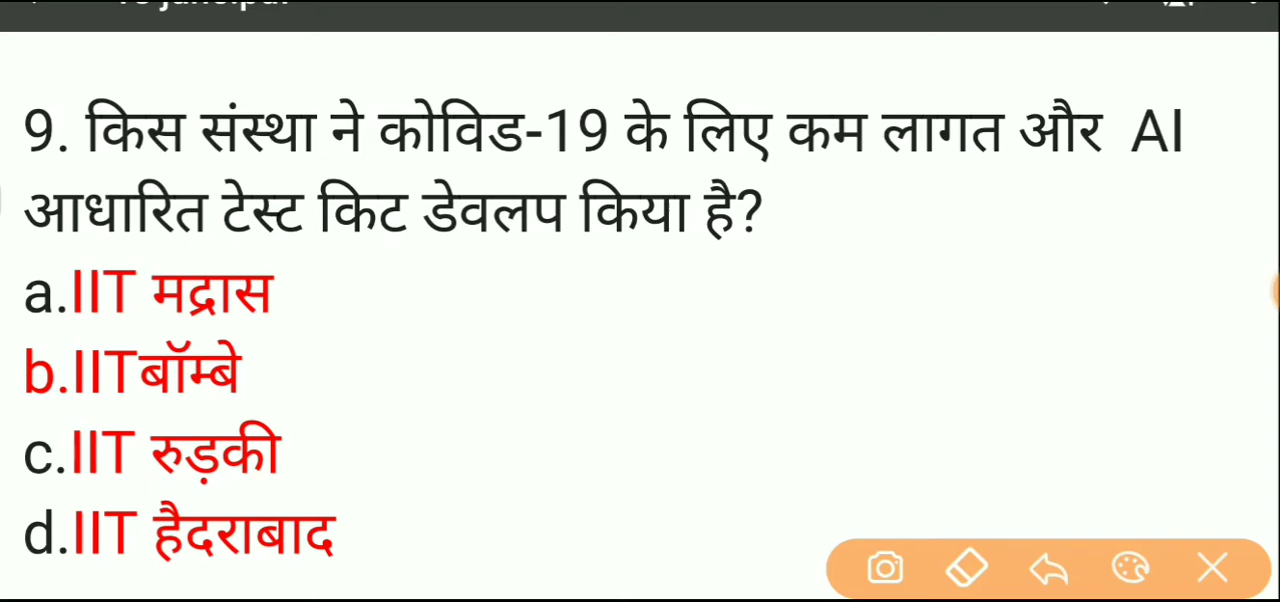 9. किस संस्था ने कोविड-19 के लिए कम लागत और AI
आधारित टेस्ट किट डेवलप किया है?
a.IIT मद्रास
b.IITबॉम्बे
c.IIT रुड़की
d.IIT हैदराबाद